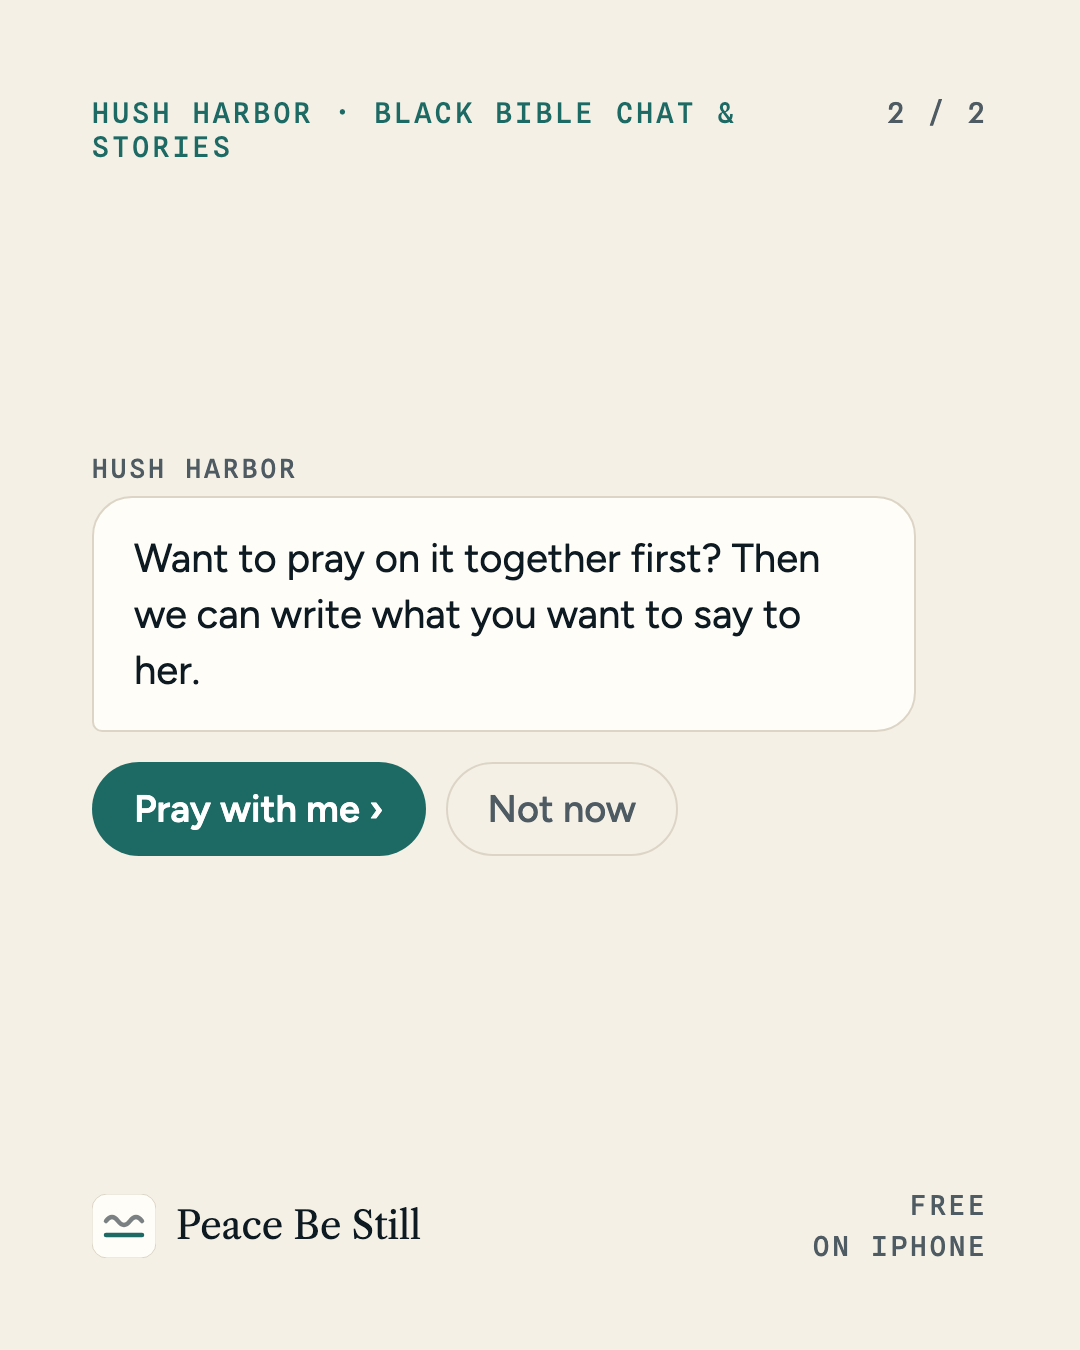 HUSH HARBOR · BLACK BIBLE CHAT &
STORIES
2 / 2
HUSH HARBOR
Want to pray on it together first? Then
we can write what you want to say to
her.
Pray with me ›
Not now
Peace Be Still
FREE
ON IPHONE